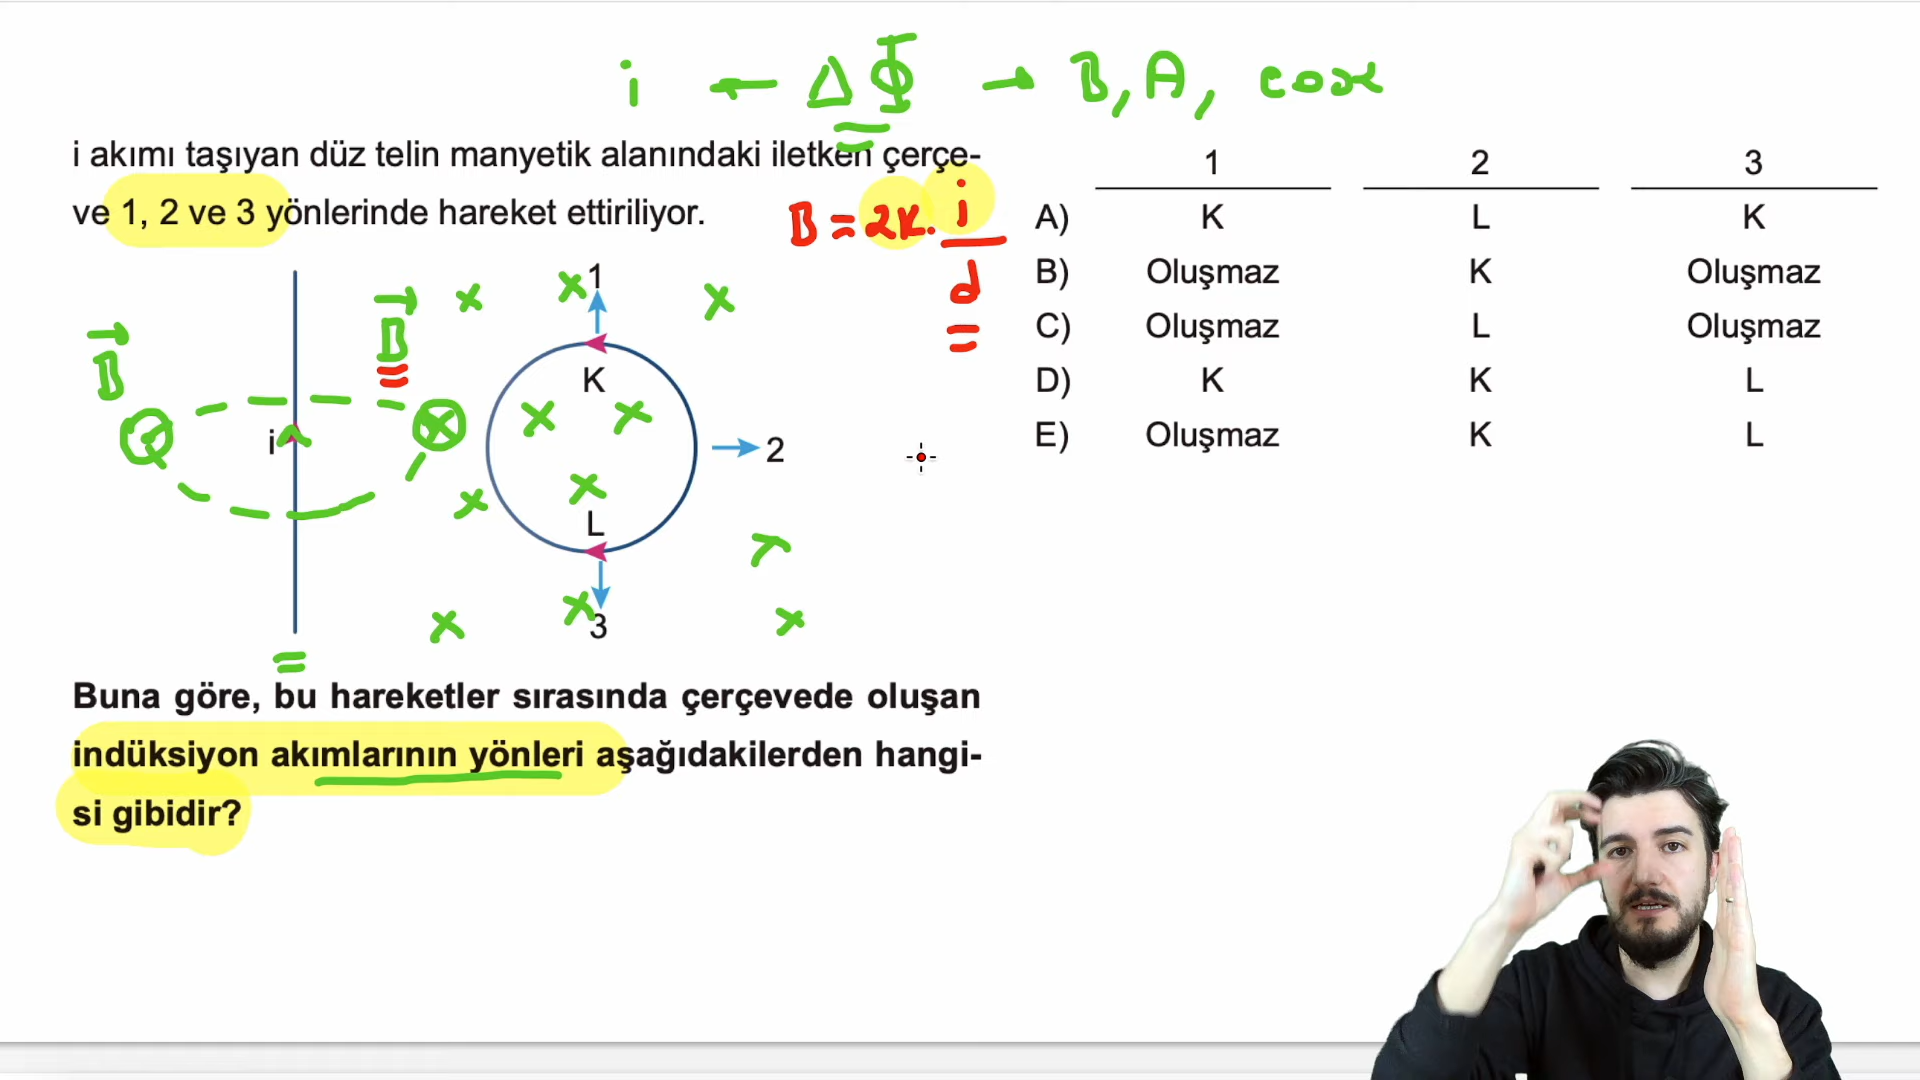 i ← ΔΦ → B, A, cosα
i akımı taşıyan düz telin manyetik alanındaki iletken çerçe-
ve 1, 2 ve 3 yönlerinde hareket ettiriliyor.
B = 2K. i / d
1
B
B
K
i
2
L
3
Buna göre, bu hareketler sırasında çerçevede oluşan
indüksiyon akımlarının yönleri aşağıdakilerden hangi-
si gibidir?
1 2 3
A) K L K
B) Oluşmaz K Oluşmaz
C) Oluşmaz L Oluşmaz
D) K K L
E) Oluşmaz K L